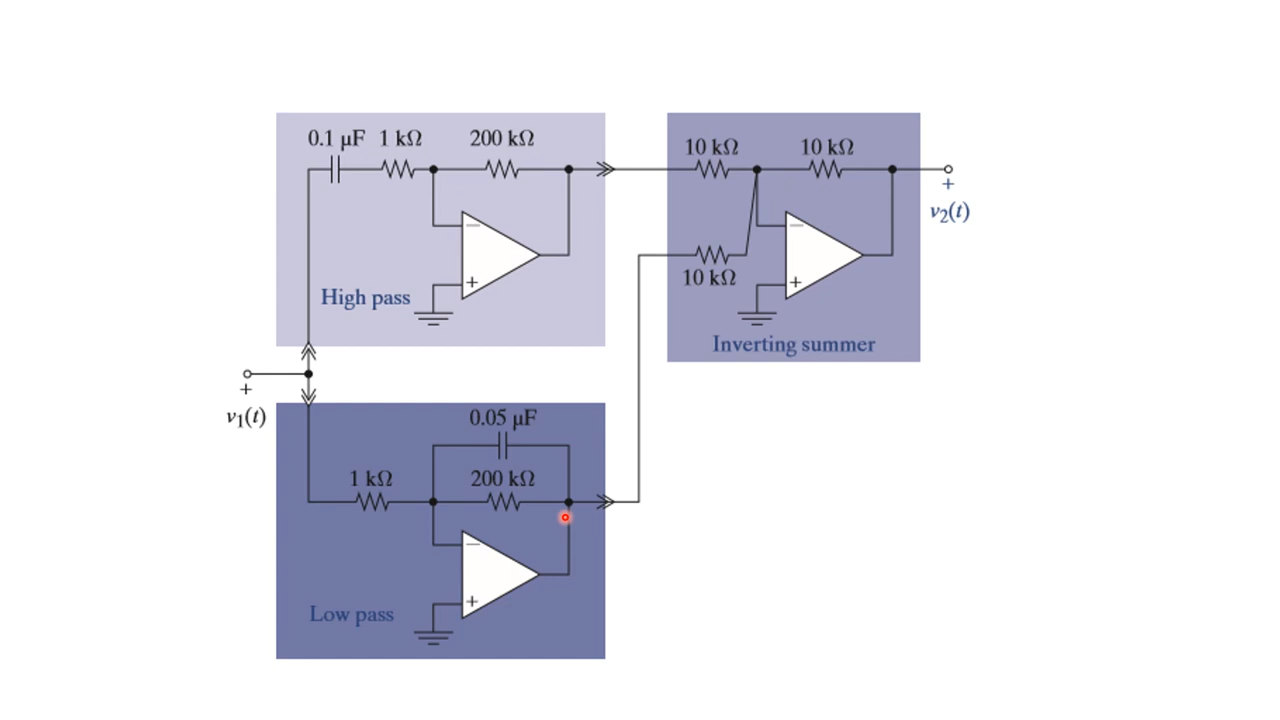 0.1 µF 1 kΩ 200 kΩ
−
+
High pass
10 kΩ 10 kΩ
10 kΩ
−
+
+
v2(t)
Inverting summer
+
v1(t)
0.05 µF
1 kΩ 200 kΩ
−
+
Low pass